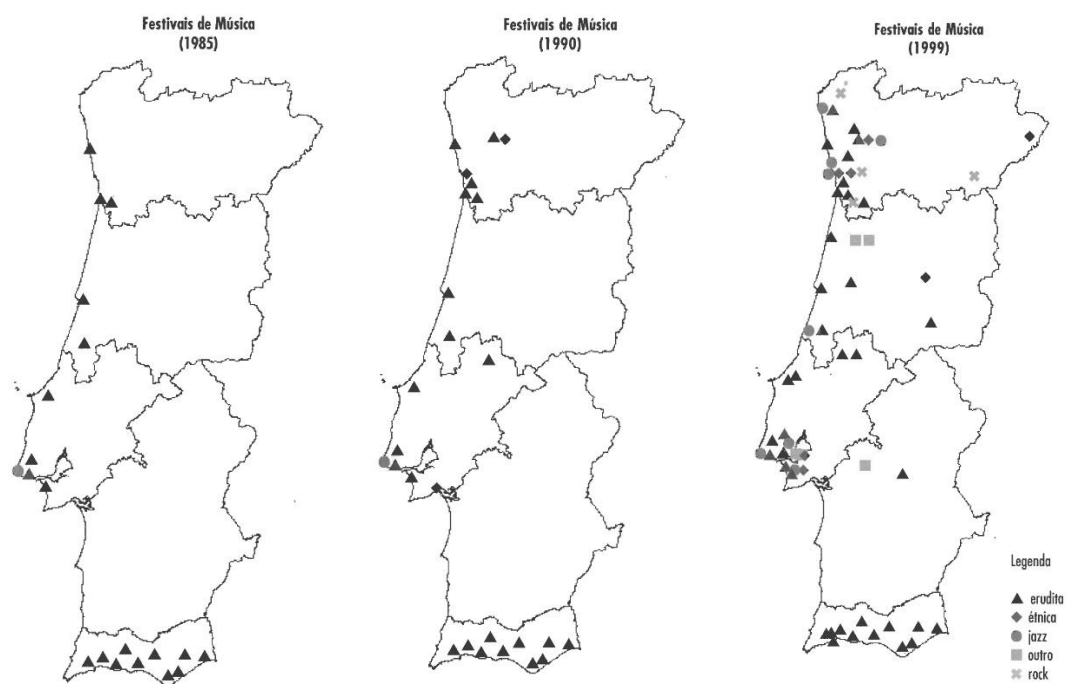 Festivais de Música
(1985)
Festivais de Música
(1990)
Festivais de Música
(1999)
Legenda
erudita
étnica
jazz
outro
rock